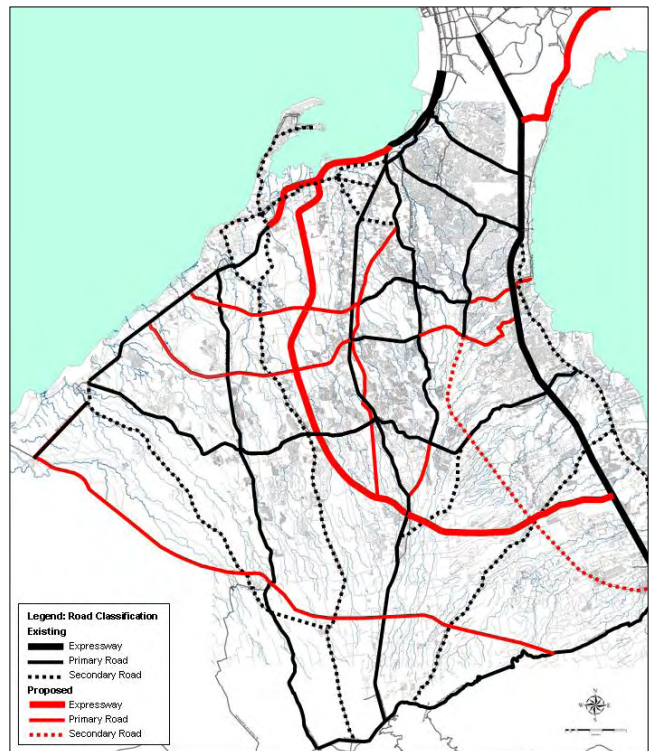 Legend: Road Classification
Existing
Expressway
Primary Road
Secondary Road
Proposed
Expressway
Primary Road
Secondary Road
N
W E
S